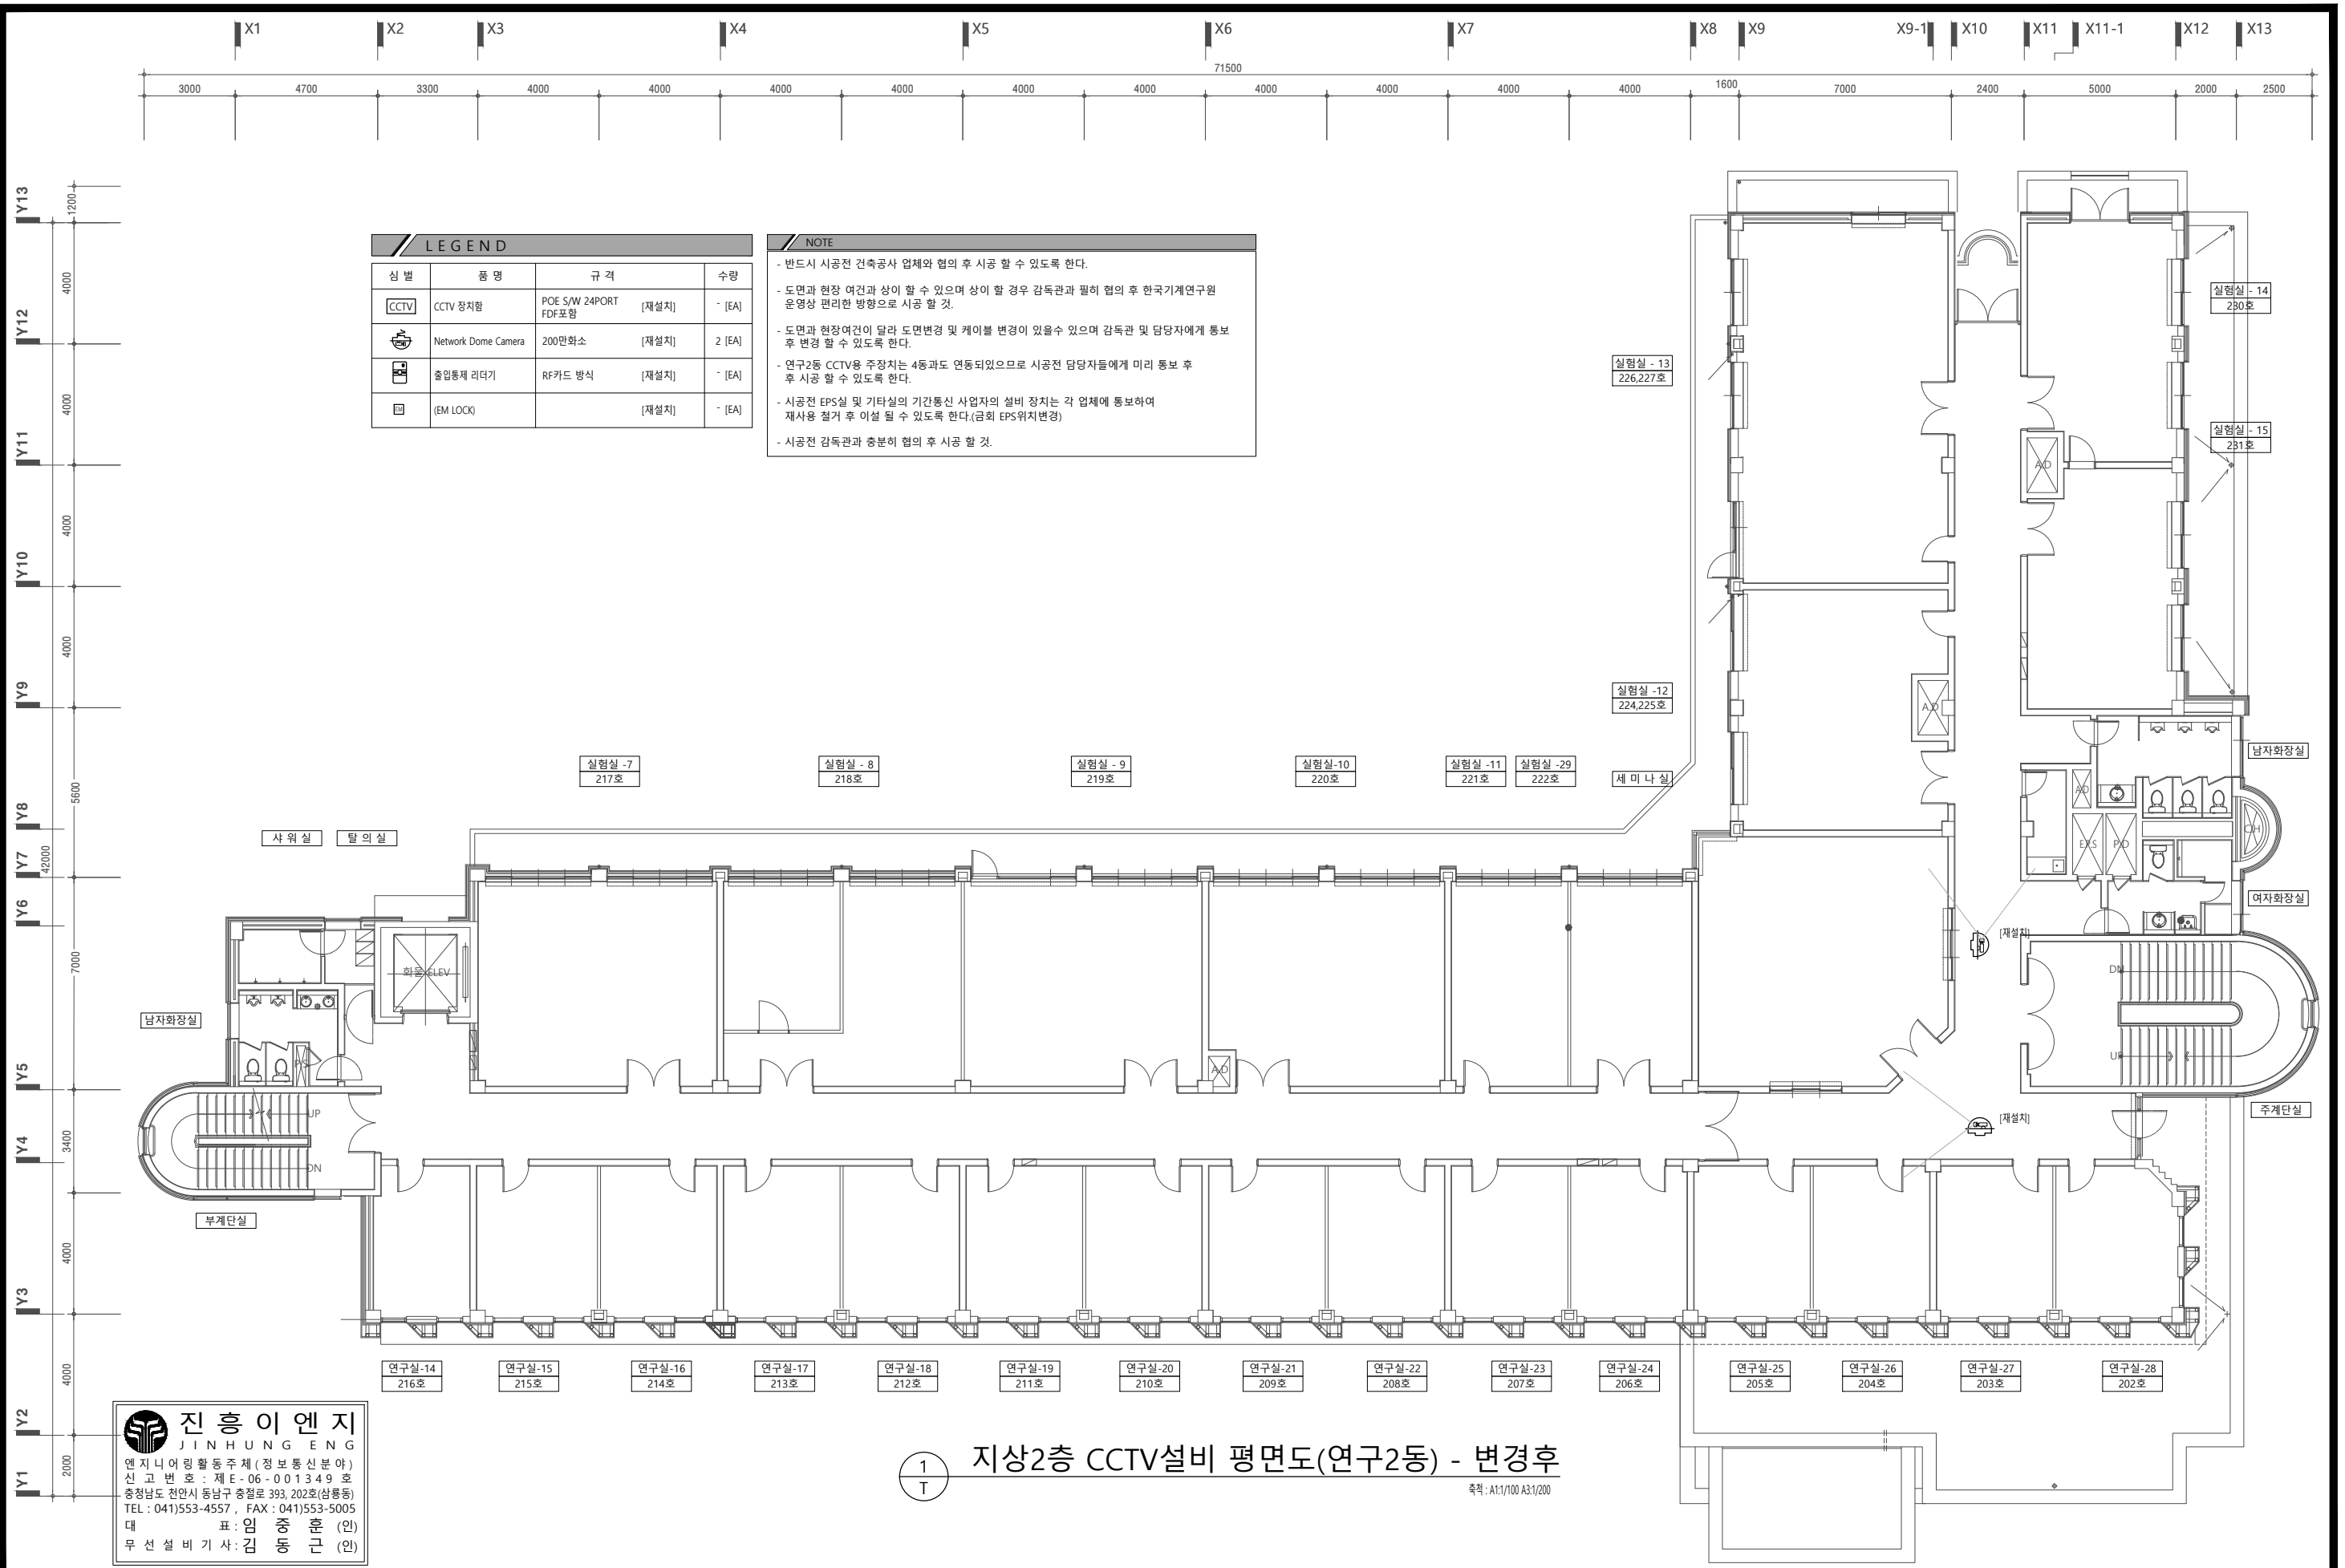 X1 X2 X3 X4 X5 X6 X7 X8 X9 X9-1 X10 X11 X11-1 X12 X13
71500
3000 4700 3300 4000 4000 4000 4000 4000 4000 4000 4000 4000 4000 1600 7000 2400 5000 2000 2500
Y13
1200
4000
Y12
4000
Y11
4000
Y10
4000
Y9
5600
Y8
42000
Y7
Y6
7000
Y5
3400
Y4
4000
Y3
4000
Y2
2000
Y1
LEGEND
심 벌 품 명 규 격 수량
CCTV CCTV 장치함 POE S/W 24PORT FDF포함 [재설치] - [EA]
Network Dome Camera 200만화소 [재설치] 2 [EA]
출입통제 리더기 RF카드 방식 [재설치] - [EA]
EM (EM LOCK) [재설치] - [EA]
NOTE
- 반드시 시공전 건축공사 업체와 협의 후 시공 할 수 있도록 한다.
- 도면과 현장 여건과 상이 할 수 있으며 상이 할 경우 감독관과 필히 협의 후 한국기계연구원
운영상 편리한 방향으로 시공 할 것.
- 도면과 현장여건이 달라 도면변경 및 케이블 변경이 있을수 있으며 감독관 및 담당자에게 통보
후 변경 할 수 있도록 한다.
- 연구2동 CCTV용 주장치는 4동과도 연동되있으므로 시공전 담당자들에게 미리 통보 후
후 시공 할 수 있도록 한다.
- 시공전 EPS실 및 기타실의 기간통신 사업자의 설비 장치는 각 업체에 통보하여
재사용 철거 후 이설 될 수 있도록 한다.(금회 EPS위치변경)
- 시공전 감독관과 충분히 협의 후 시공 할 것.
실험실 - 14
230호
실험실 - 13
226,227호
실험실 - 15
231호
A.D
실험실 -12
224,225호
A.D
남자화장실
실험실 -7
217호
실험실 - 8
218호
실험실 - 9
219호
실험실-10
220호
실험실 -11
221호
실험실 -29
222호
세 미 나 실
A.D
샤 워 실
탈 의 실
E.P.S
P.D
여자화장실
[재설치]
화물 ELEV
DN
남자화장실
P.S
A.D
UP
주계단실
UP
[재설치]
DN
부계단실
연구실-14
216호
연구실-15
215호
연구실-16
214호
연구실-17
213호
연구실-18
212호
연구실-19
211호
연구실-20
210호
연구실-21
209호
연구실-22
208호
연구실-23
207호
연구실-24
206호
연구실-25
205호
연구실-26
204호
연구실-27
203호
연구실-28
202호
진 흥 이 엔 지
JINHUNG ENG
엔지니어링활동주체(정보통신분야)
신 고 번 호 : 제 E - 06 - 0 0 1 3 4 9 호
충청남도 천안시 동남구 충절로 393, 202호(삼룡동)
TEL : 041)553-4557 , FAX : 041)553-5005
대 표 : 임 중 훈 (인)
무 선 설 비 기 사 : 김 동 근 (인)
1
T
지상2층 CCTV설비 평면도(연구2동) - 변경후
축척 : A1:1/100 A3:1/200